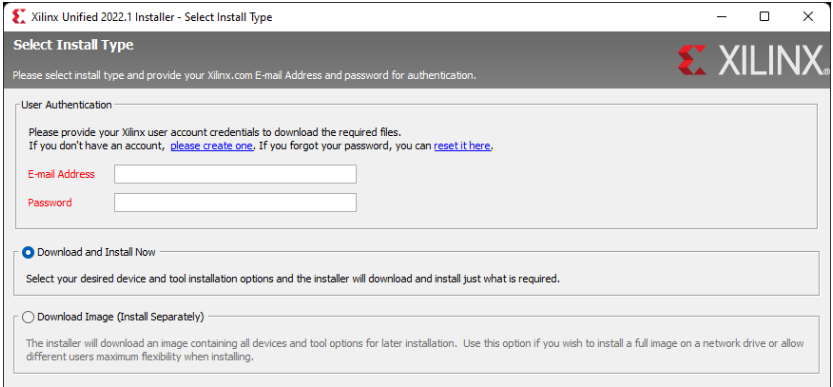 Xilinx Unified 2022.1 Installer - Select Install Type
Select Install Type
Please select install type and provide your Xilinx.com E-mail Address and password for authentication.
XILINX®
User Authentication
Please provide your Xilinx user account credentials to download the required files.
If you don't have an account, please create one. If you forgot your password, you can reset it here.
E-mail Address
Password
Download and Install Now
Select your desired device and tool installation options and the installer will download and install just what is required.
Download Image (Install Separately)
The installer will download an image containing all devices and tool options for later installation. Use this option if you wish to install a full image on a network drive or allow
different users maximum flexibility when installing.